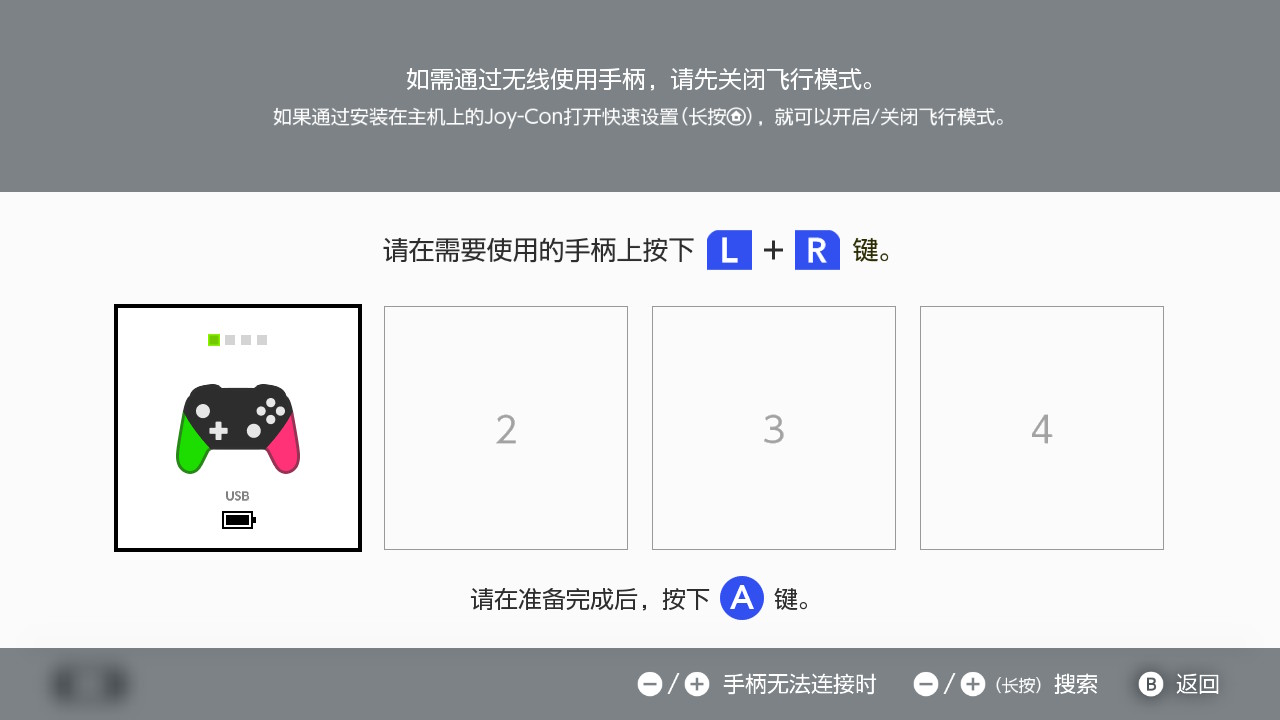 如需通过无线使用手柄，请先关闭飞行模式。
如果通过安装在主机上的Joy-Con打开快速设置(长按)，就可以开启/关闭飞行模式。
请在需要使用的手柄上按下 L + R 键。
2 3 4
USB
请在准备完成后，按下 A 键。
−/+ 手柄无法连接时 −/+ (长按) 搜索 B 返回